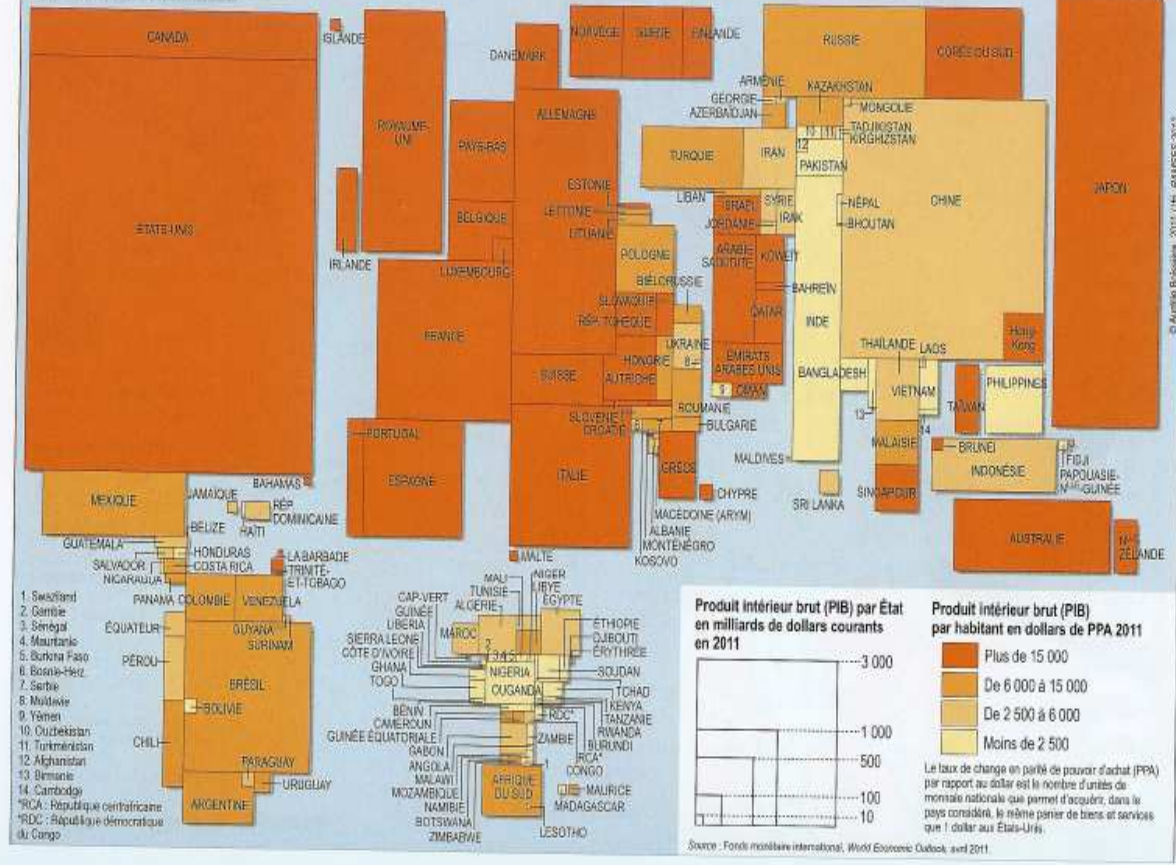 CANADA
ISLANDE
ÉTATS-UNIS
IRLANDE
ROYAUME-
UNI
NORVÈGE
SUÈDE
FINLANDE
DANEMARK
ALLEMAGNE
PAYS-BAS
BELGIQUE
LUXEMBOURG
FRANCE
ESTONIE
LETTONIE
LITUANIE
POLOGNE
BIÉLORUSSIE
SLOVAQUIE
RÉP. TCHÈQUE
UKRAINE
8
HONGRIE
AUTRICHE
SUISSE
ROUMANIE
BULGARIE
SLOVÉNIE
CROATIE
6
7
PORTUGAL
ESPAGNE
ITALIE
GRÈCE
CHYPRE
MACÉDOINE (ARYM)
ALBANIE
MONTÉNÉGRO
KOSOVO
MALTE
RUSSIE
CORÉE DU SUD
ARMÉNIE
GÉORGIE
AZERBAÏDJAN
KAZAKHSTAN
MONGOLIE
TADJIKISTAN
KIRGHIZSTAN
10
11
12
TURQUIE
IRAN
PAKISTAN
LIBAN
SYRIE
ISRAËL
JORDANIE
IRAK
NÉPAL
BHOUTAN
CHINE
JAPON
ARABIE
SAOUDITE
KOWEÏT
BAHREÏN
QATAR
INDE
ÉMIRATS
ARABES UNIS
9
OMAN
Hong-
Kong
THAÏLANDE
LAOS
BANGLADESH
VIETNAM
13
14
TAÏWAN
PHILIPPINES
MALAISIE
MALDIVES
SRI LANKA
SINGAPOUR
BRUNEI
INDONÉSIE
FIDJI
PAPOUASIE-
GUINÉE
AUSTRALIE
ZÉLANDE
MEXIQUE
BAHAMAS
JAMAÏQUE
RÉP.
DOMINICAINE
HAÏTI
BELIZE
GUATEMALA
HONDURAS
SALVADOR
COSTA RICA
NICARAGUA
LA BARBADE
TRINITÉ-
ET-TOBAGO
PANAMA
COLOMBIE
VENEZUELA
GUYANA
SURINAM
ÉQUATEUR
PÉROU
BRÉSIL
BOLIVIE
CHILI
PARAGUAY
URUGUAY
ARGENTINE
1. Swaziland
2. Gambie
3. Sénégal
4. Mauritanie
5. Burkina Faso
6. Bosnie-Herz.
7. Serbie
8. Moldavie
9. Yémen
10. Ouzbékistan
11. Turkménistan
12. Afghanistan
13. Birmanie
14. Cambodge
*RCA : République centrafricaine
*RDC : République démocratique
du Congo
MALI
TUNISIE
ALGÉRIE
NIGER
LIBYE
ÉGYPTE
CAP-VERT
GUINÉE
LIBERIA
SIERRA LEONE
CÔTE D'IVOIRE
GHANA
TOGO
MAROC
2
3
4
5
NIGERIA
OUGANDA
ÉTHIOPIE
DJIBOUTI
ÉRYTHRÉE
SOUDAN
TCHAD
KENYA
TANZANIE
RWANDA
BURUNDI
RDC*
RCA*
CONGO
ZAMBIE
BÉNIN
CAMEROUN
GUINÉE ÉQUATORIALE
GABON
ANGOLA
MALAWI
MOZAMBIQUE
NAMIBIE
BOTSWANA
ZIMBABWE
1
AFRIQUE
DU SUD
MAURICE
MADAGASCAR
LESOTHO
Produit intérieur brut (PIB) par État
en milliards de dollars courants
en 2011
3 000
1 000
500
100
10
Produit intérieur brut (PIB)
par habitant en dollars de PPA 2011
Plus de 15 000
De 6 000 à 15 000
De 2 500 à 6 000
Moins de 2 500
Le taux de change en parité de pouvoir d'achat (PPA)
par rapport au dollar est le nombre d'unités de
monnaie nationale que permet d'acquérir, dans le
pays considéré, le même panier de biens et services
que 1 dollar aux États-Unis.
Source : Fonds monétaire international, World Economic Outlook, avril 2011.